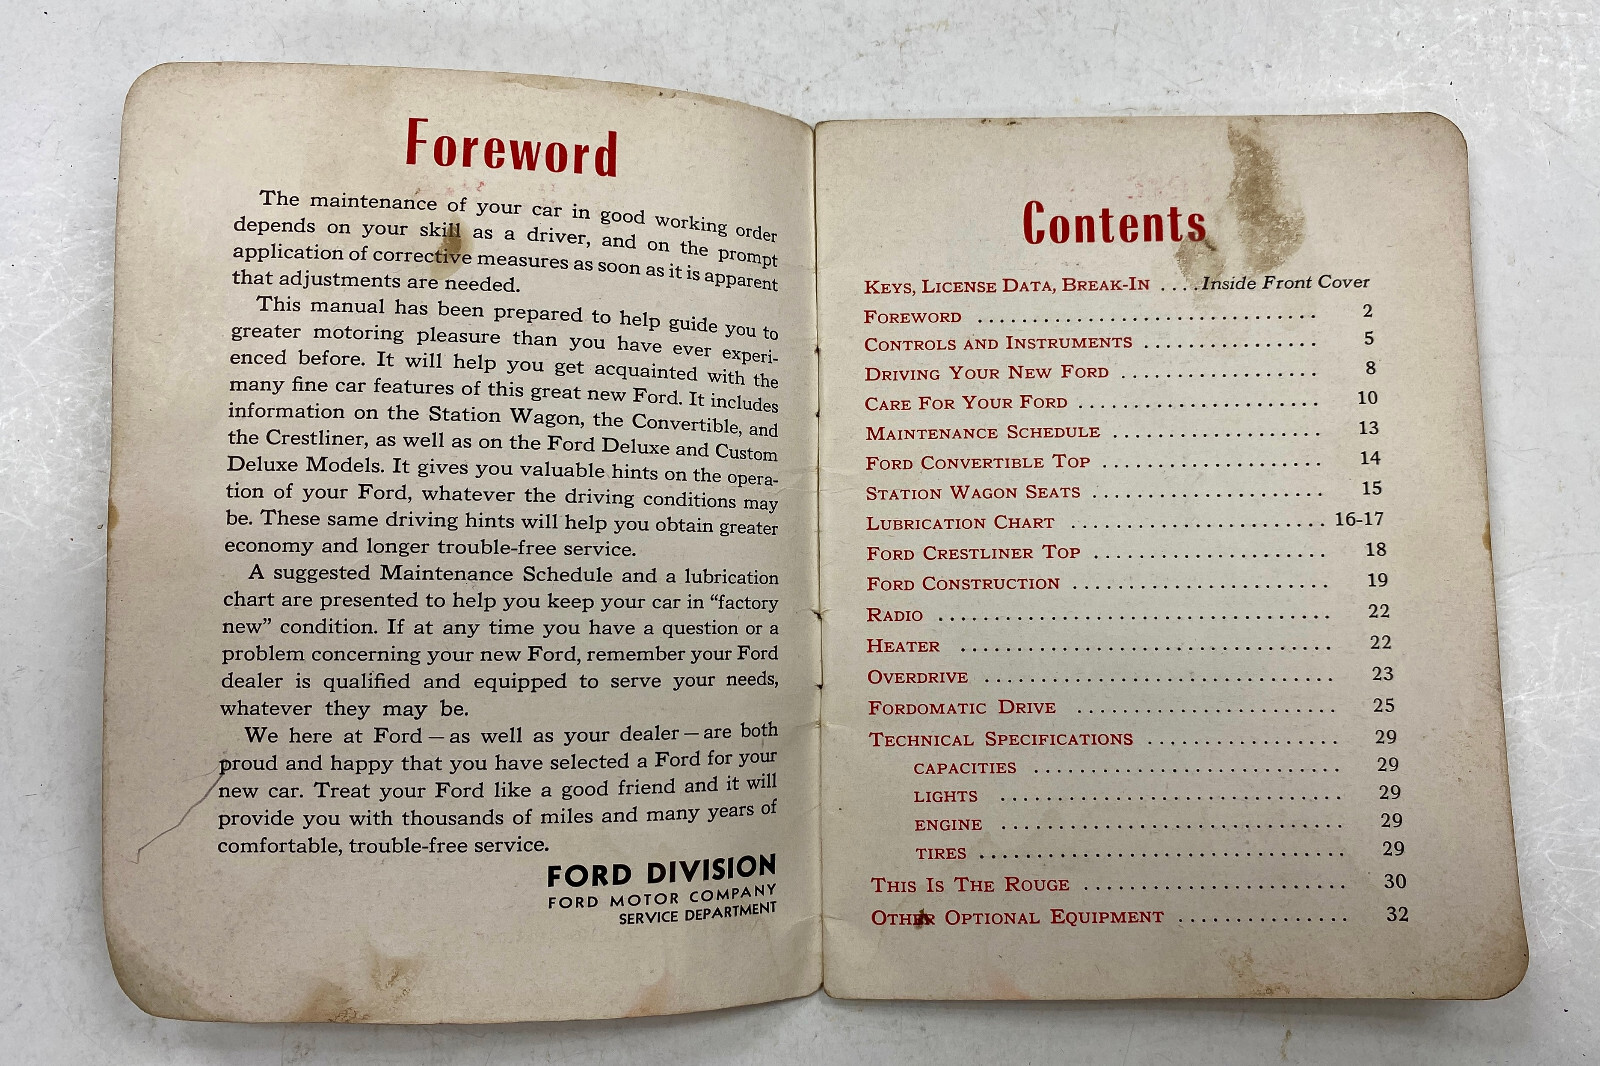 Foreword
The maintenance of your car in good working order
depends on your skill as a driver, and on the prompt
application of corrective measures as soon as it is apparent
that adjustments are needed.
This manual has been prepared to help guide you to
greater motoring pleasure than you have ever experi-
enced before. It will help you get acquainted with the
many fine car features of this great new Ford. It includes
information on the Station Wagon, the Convertible, and
the Crestliner, as well as on the Ford Deluxe and Custom
Deluxe Models. It gives you valuable hints on the opera-
tion of your Ford, whatever the driving conditions may
be. These same driving hints will help you obtain greater
economy and longer trouble-free service.
A suggested Maintenance Schedule and a lubrication
chart are presented to help you keep your car in “factory
new” condition. If at any time you have a question or a
problem concerning your new Ford, remember your Ford
dealer is qualified and equipped to serve your needs,
whatever they may be.
We here at Ford — as well as your dealer — are both
proud and happy that you have selected a Ford for your
new car. Treat your Ford like a good friend and it will
provide you with thousands of miles and many years of
comfortable, trouble-free service.
FORD DIVISION
FORD MOTOR COMPANY
SERVICE DEPARTMENT
Contents
KEYS, LICENSE DATA, BREAK-IN ....Inside Front Cover
FOREWORD ............................... 2
CONTROLS AND INSTRUMENTS ................ 5
DRIVING YOUR NEW FORD .................. 8
CARE FOR YOUR FORD ...................... 10
MAINTENANCE SCHEDULE ................... 13
FORD CONVERTIBLE TOP .................... 14
STATION WAGON SEATS ..................... 15
LUBRICATION CHART ....................... 16-17
FORD CRESTLINER TOP ..................... 18
FORD CONSTRUCTION ....................... 19
RADIO .................................... 22
HEATER .................................. 22
OVERDRIVE ................................ 23
FORDOMATIC DRIVE ........................ 25
TECHNICAL SPECIFICATIONS .................. 29
CAPACITIES ............................ 29
LIGHTS ............................... 29
ENGINE ............................... 29
TIRES ................................. 29
THIS IS THE ROUGE ........................ 30
OTHER OPTIONAL EQUIPMENT ............... 32